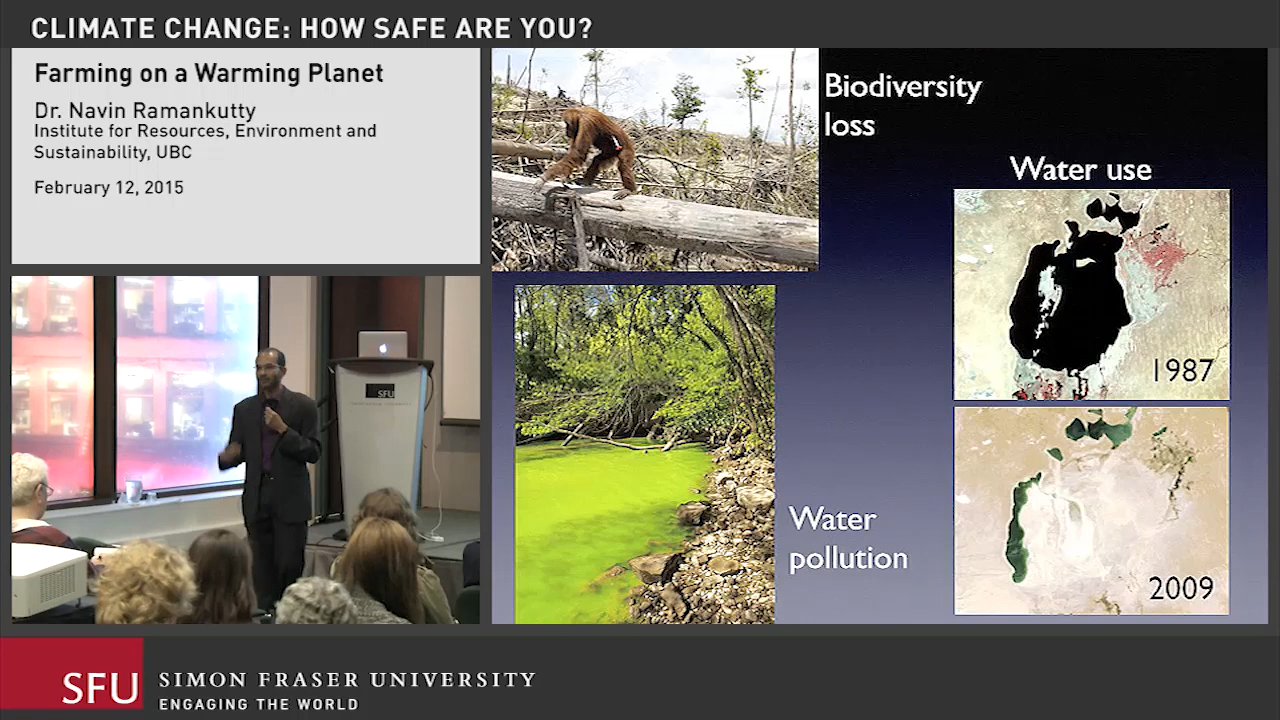 CLIMATE CHANGE: HOW SAFE ARE YOU?
Farming on a Warming Planet
Dr. Navin Ramankutty
Institute for Resources, Environment and
Sustainability, UBC
February 12, 2015
Biodiversity
loss
Water use
1987
Water
pollution
2009
SFU
SFU
SIMON FRASER UNIVERSITY
ENGAGING THE WORLD